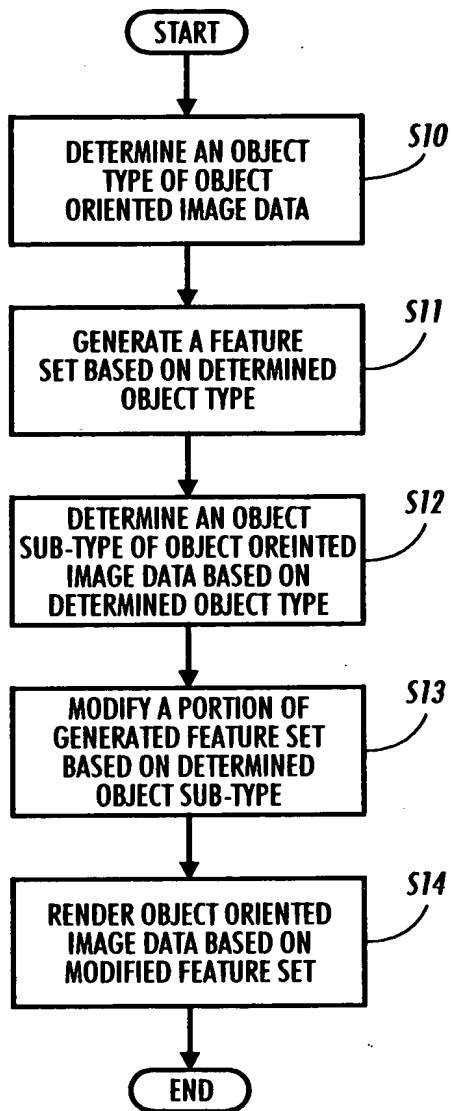 START
DETERMINE AN OBJECT
TYPE OF OBJECT
ORIENTED IMAGE DATA
S10
GENERATE A FEATURE
SET BASED ON DETERMINED
OBJECT TYPE
S11
DETERMINE AN OBJECT
SUB-TYPE OF OBJECT OREINTED
IMAGE DATA BASED ON
DETERMINED OBJECT TYPE
S12
MODIFY A PORTION OF
GENERATED FEATURE SET
BASED ON DETERMINED
OBJECT SUB-TYPE
S13
RENDER OBJECT ORIENTED
IMAGE DATA BASED ON
MODIFIED FEATURE SET
S14
END